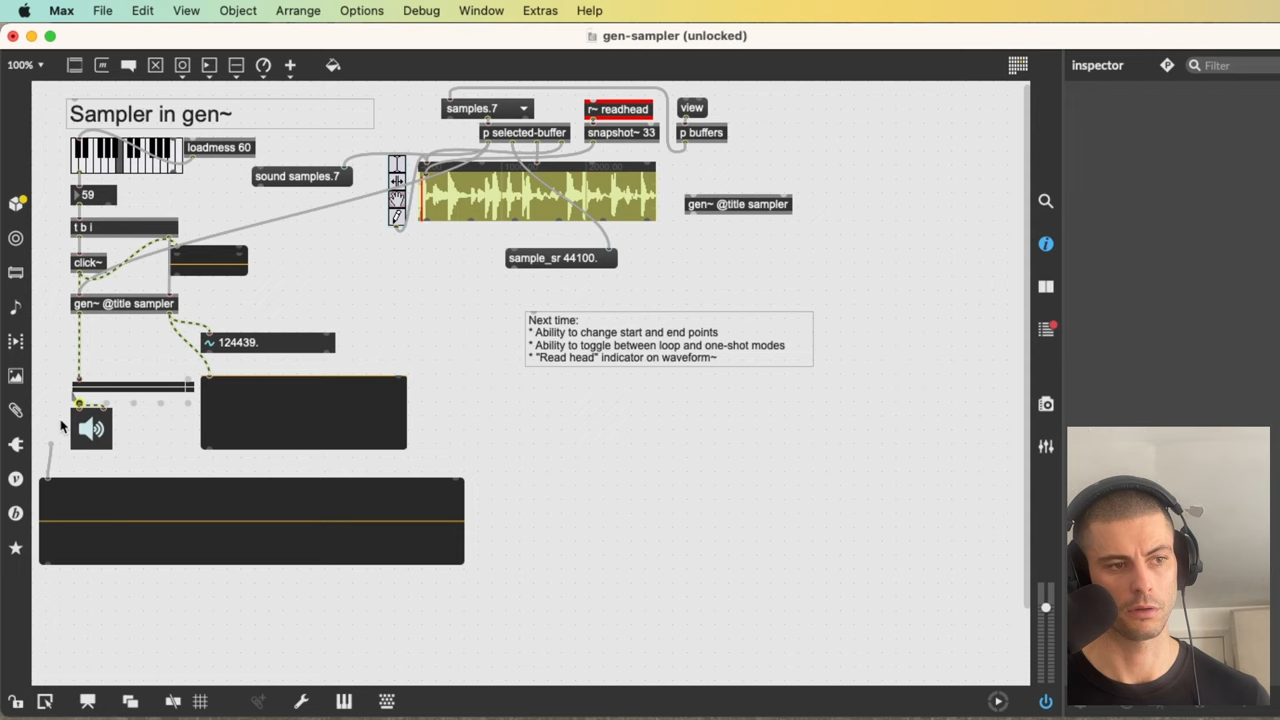 Max File Edit View Object Arrange Options Debug Window Extras Help
gen-sampler (unlocked)
100%
inspector
Filter
Sampler in gen~
loadmess 60
59
t b i
click~
gen~ @title sampler
124439.
sound samples.7
samples.7
p selected-buffer
r~ readhead
snapshot~ 33
view
p buffers
gen~ @title sampler
sample_sr 44100.
Next time:
* Ability to change start and end points
* Ability to toggle between loop and one-shot modes
* "Read head" indicator on waveform~